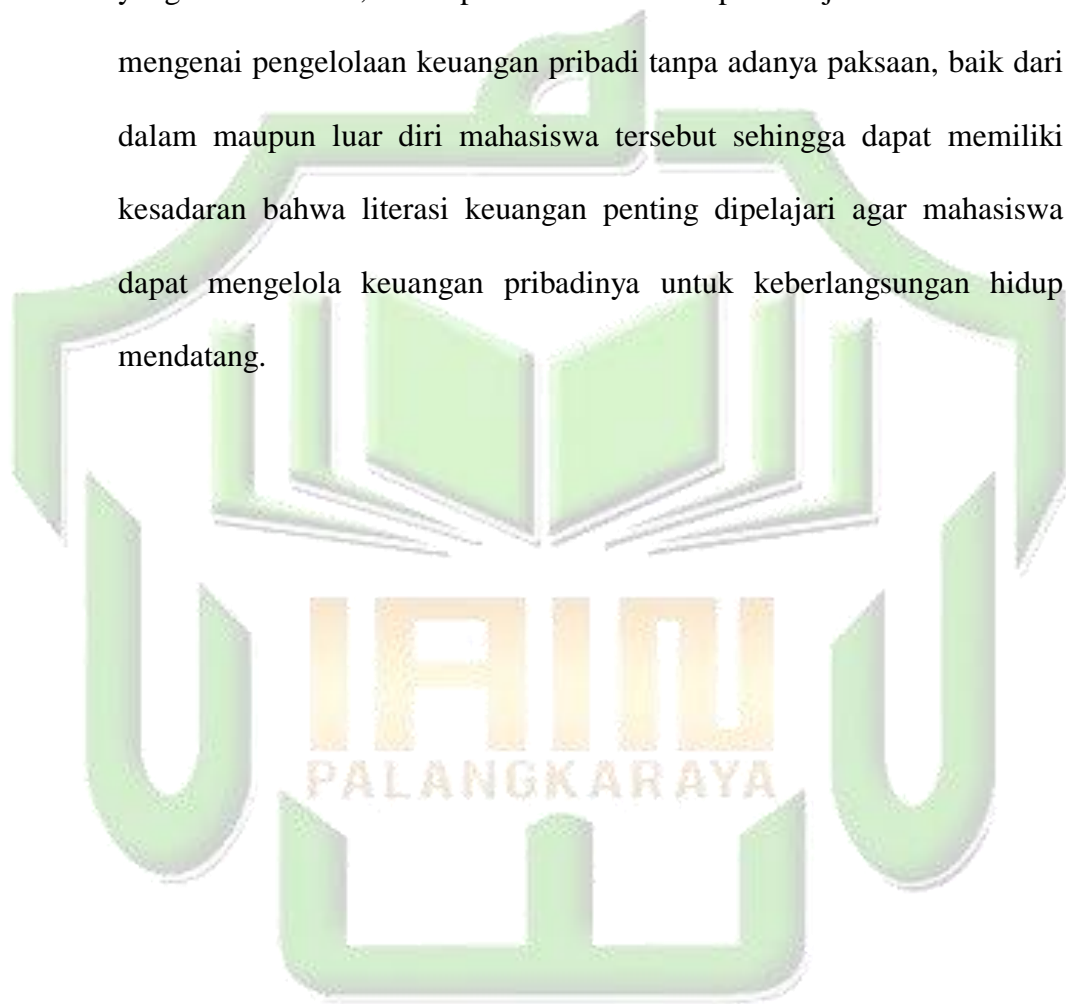 mengenai pengelolaan keuangan pribadi tanpa adanya paksaan, baik dari
dalam maupun luar diri mahasiswa tersebut sehingga dapat memiliki
kesadaran bahwa literasi keuangan penting dipelajari agar mahasiswa
dapat mengelola keuangan pribadinya untuk keberlangsungan hidup
mendatang.
IAIN
PALANGKARAYA